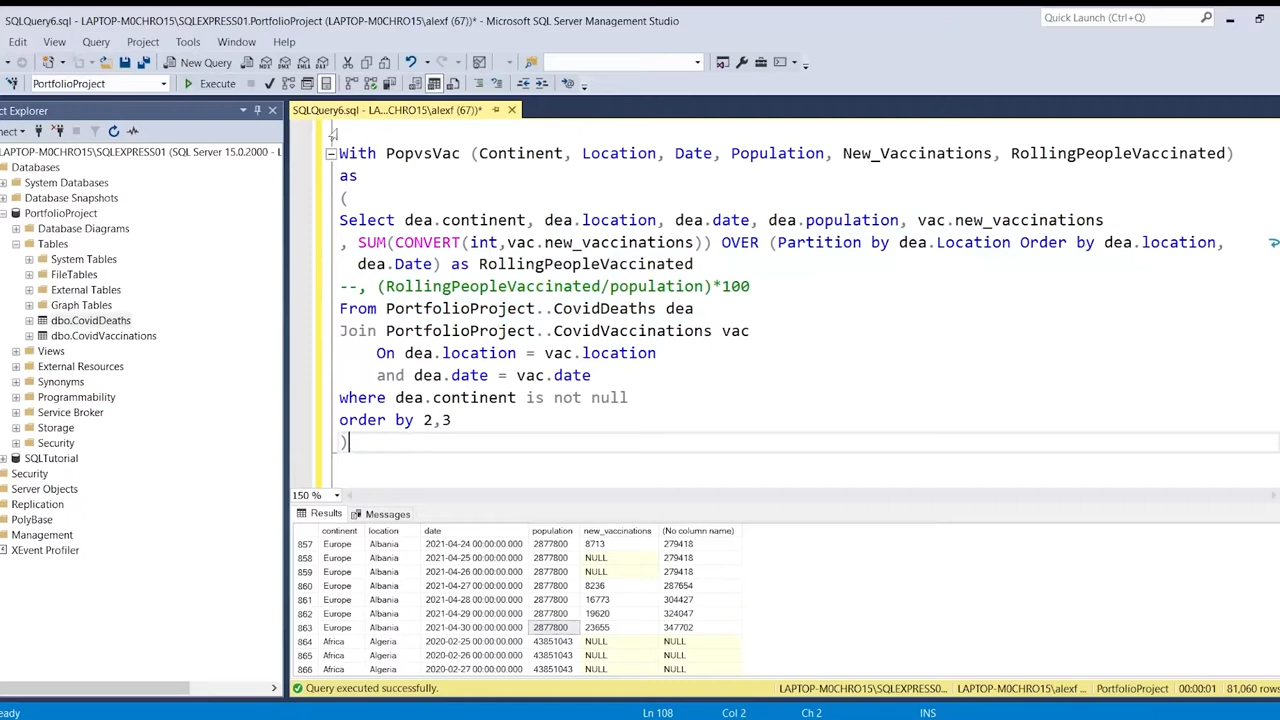 SQLQuery6.sql - LAPTOP-M0CHRO15\SQLEXPRESS01.PortfolioProject (LAPTOP-M0CHRO15\alexf (67))* - Microsoft SQL Server Management Studio
Quick Launch (Ctrl+Q)
Edit View Query Project Tools Window Help
New Query
PortfolioProject Execute
ct Explorer
SQLQuery6.sql - LA...CHRO15\alexf (67))*
nect
LAPTOP-M0CHRO15\SQLEXPRESS01 (SQL Server 15.0.2000 -
Databases
System Databases
Database Snapshots
PortfolioProject
Database Diagrams
Tables
System Tables
FileTables
External Tables
Graph Tables
dbo.CovidDeaths
dbo.CovidVaccinations
Views
External Resources
Synonyms
Programmability
Service Broker
Storage
Security
SQLTutorial
Security
Server Objects
Replication
PolyBase
Management
XEvent Profiler
With PopvsVac (Continent, Location, Date, Population, New_Vaccinations, RollingPeopleVaccinated)
as
(
Select dea.continent, dea.location, dea.date, dea.population, vac.new_vaccinations
, SUM(CONVERT(int,vac.new_vaccinations)) OVER (Partition by dea.Location Order by dea.location,
dea.Date) as RollingPeopleVaccinated
--, (RollingPeopleVaccinated/population)*100
From PortfolioProject..CovidDeaths dea
Join PortfolioProject..CovidVaccinations vac
On dea.location = vac.location
and dea.date = vac.date
where dea.continent is not null
order by 2,3
)
150 %
Results Messages
continent location date population new_vaccinations (No column name)
857 Europe Albania 2021-04-24 00:00:00.000 2877800 8713 279418
858 Europe Albania 2021-04-25 00:00:00.000 2877800 NULL 279418
859 Europe Albania 2021-04-26 00:00:00.000 2877800 NULL 279418
860 Europe Albania 2021-04-27 00:00:00.000 2877800 8236 287654
861 Europe Albania 2021-04-28 00:00:00.000 2877800 16773 304427
862 Europe Albania 2021-04-29 00:00:00.000 2877800 19620 324047
863 Europe Albania 2021-04-30 00:00:00.000 2877800 23655 347702
864 Africa Algeria 2020-02-25 00:00:00.000 43851043 NULL NULL
865 Africa Algeria 2020-02-26 00:00:00.000 43851043 NULL NULL
866 Africa Algeria 2020-02-27 00:00:00.000 43851043 NULL NULL
Query executed successfully. LAPTOP-M0CHRO15\SQLEXPRESS0... LAPTOP-M0CHRO15\alexf ... PortfolioProject 00:00:01 81,060 rows
eady Ln 108 Col 2 Ch 2 INS